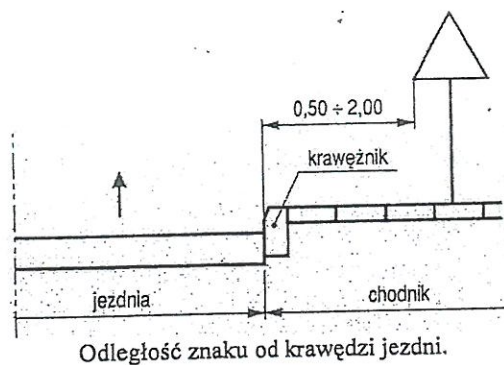 0,50 ÷ 2,00
krawężnik
jezdnia
chodnik
Odległość znaku od krawędzi jezdni.